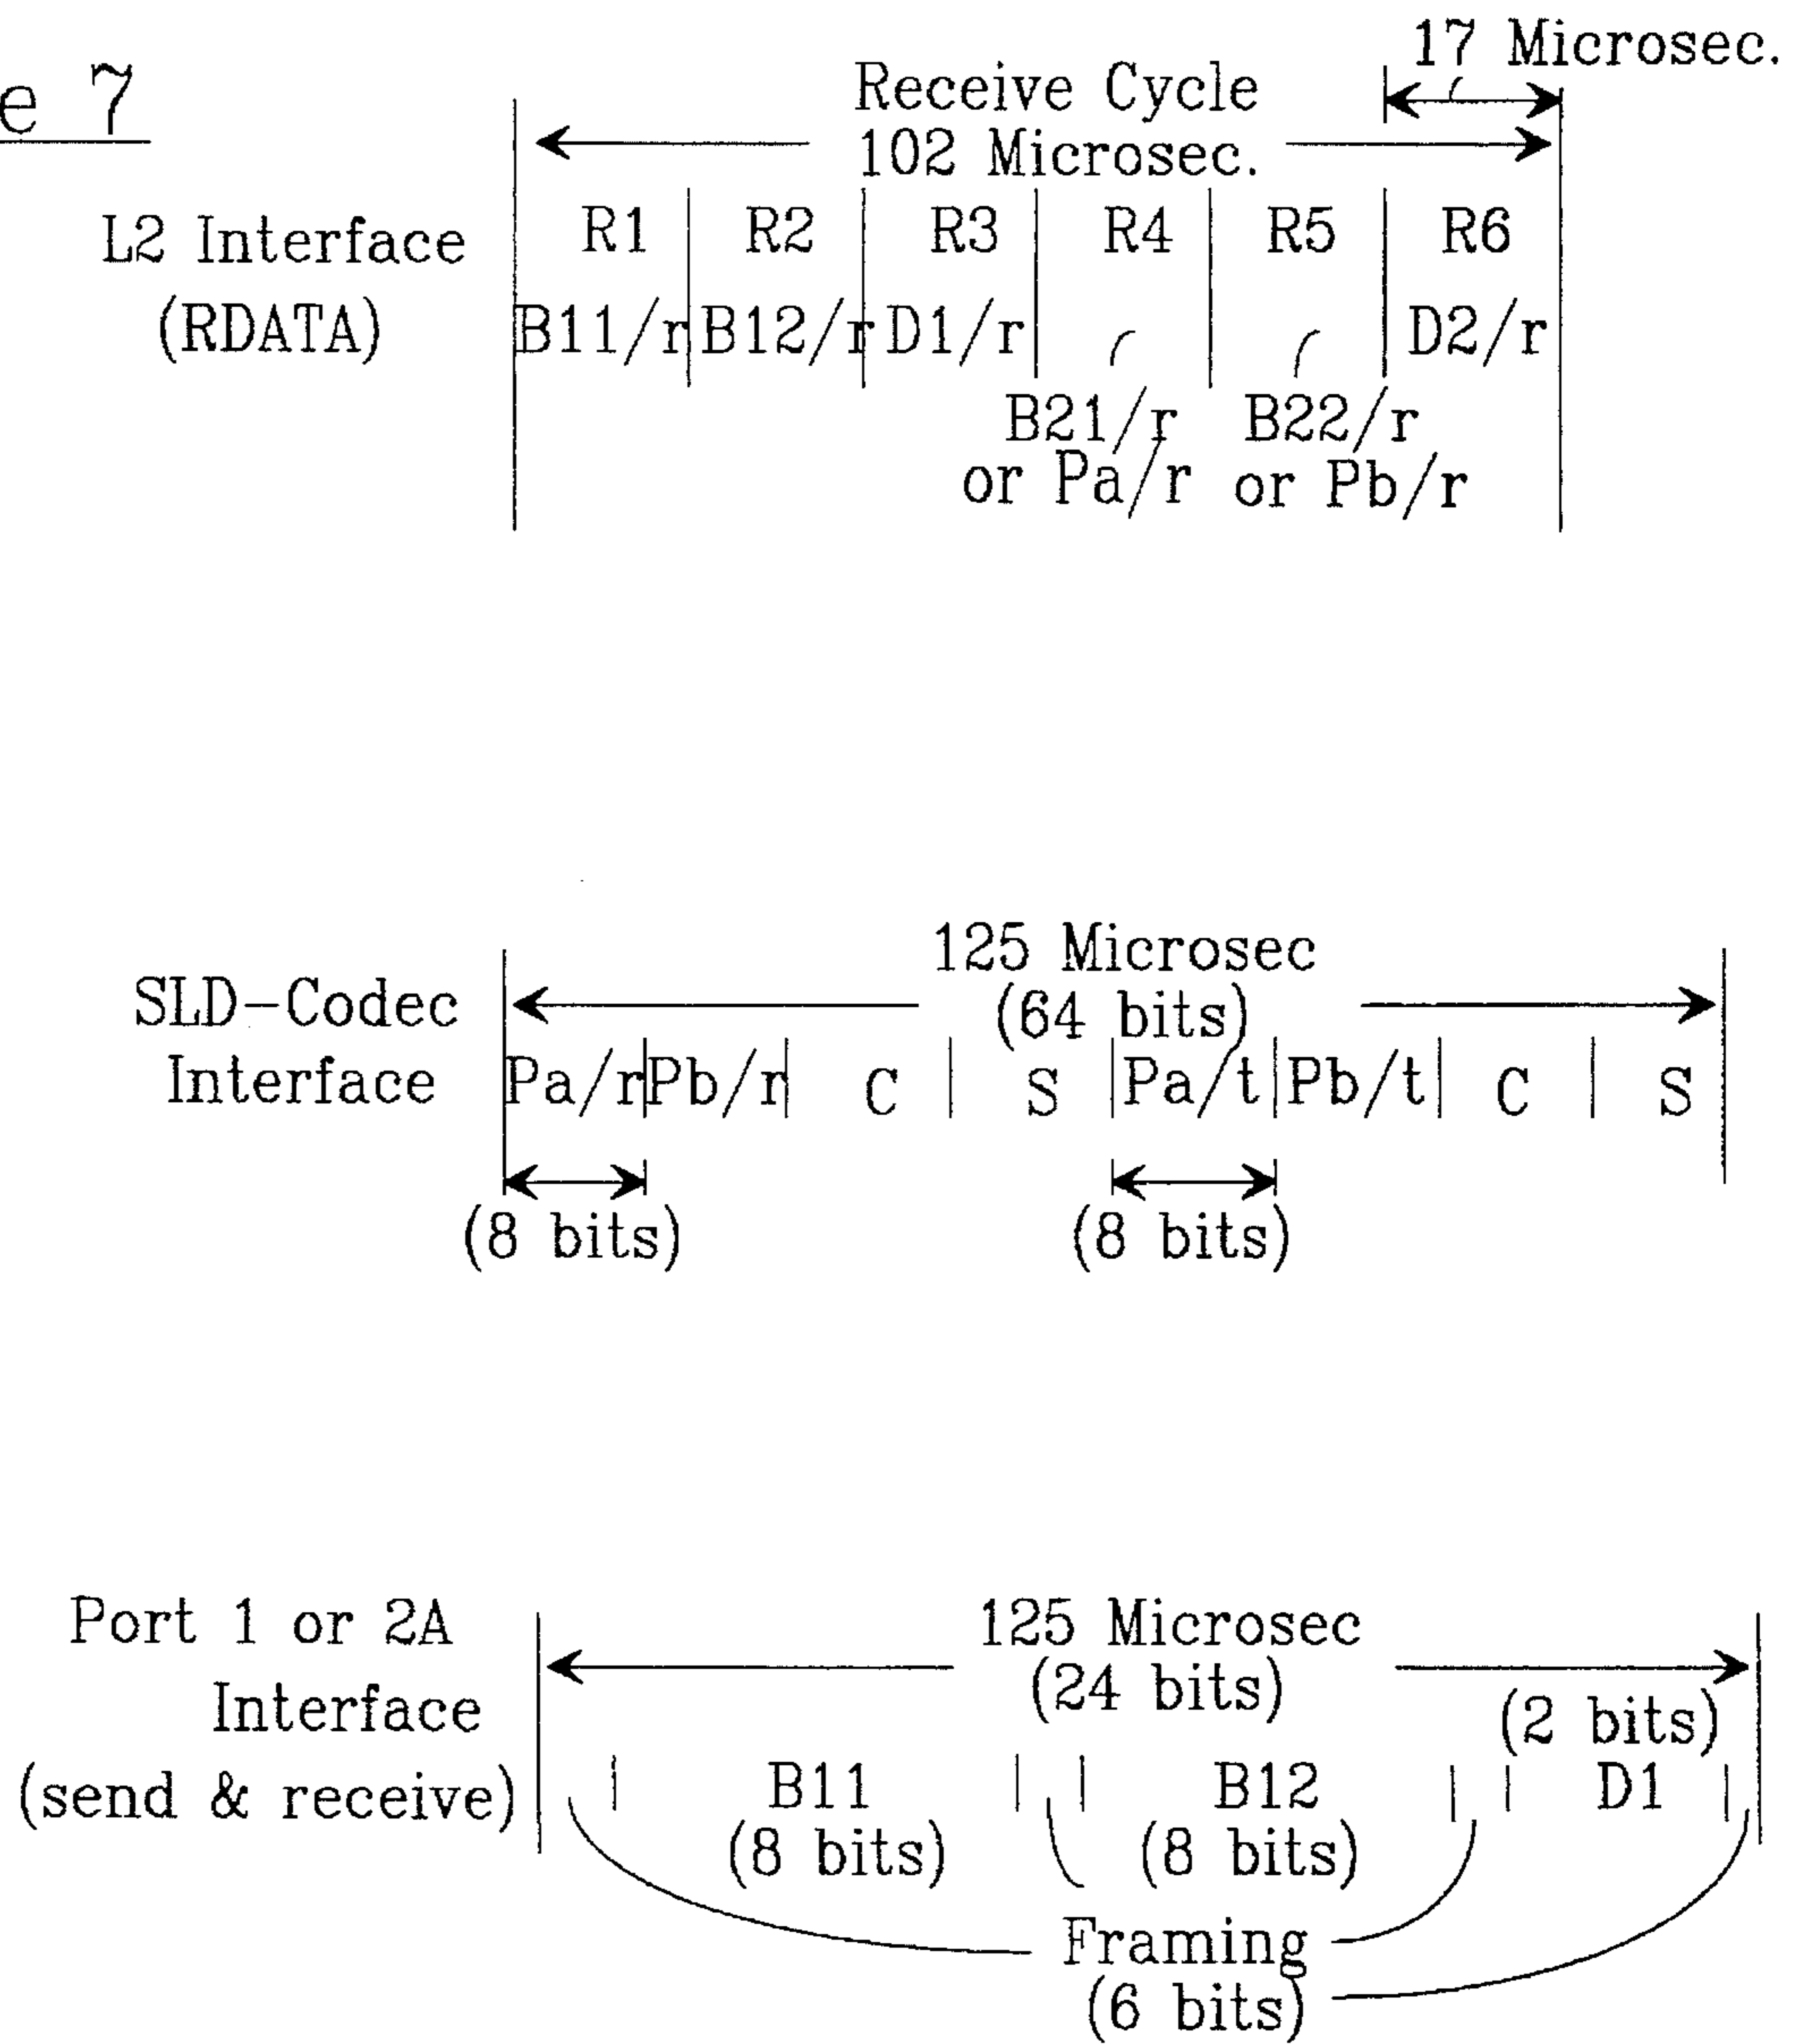 e 7
17 Microsec.
Receive Cycle
102 Microsec.
L2 Interface
(RDATA)
R1 R2 R3 R4 R5 R6
B11/r B12/r D1/r D2/r
B21/r B22/r
or Pa/r or Pb/r
125 Microsec
(64 bits)
SLD-Codec
Interface
Pa/r Pb/r C S Pa/t Pb/t C S
(8 bits) (8 bits)
Port 1 or 2A
Interface
(send & receive)
125 Microsec
(24 bits)
(2 bits)
B11 B12 D1
(8 bits) (8 bits)
Framing
(6 bits)